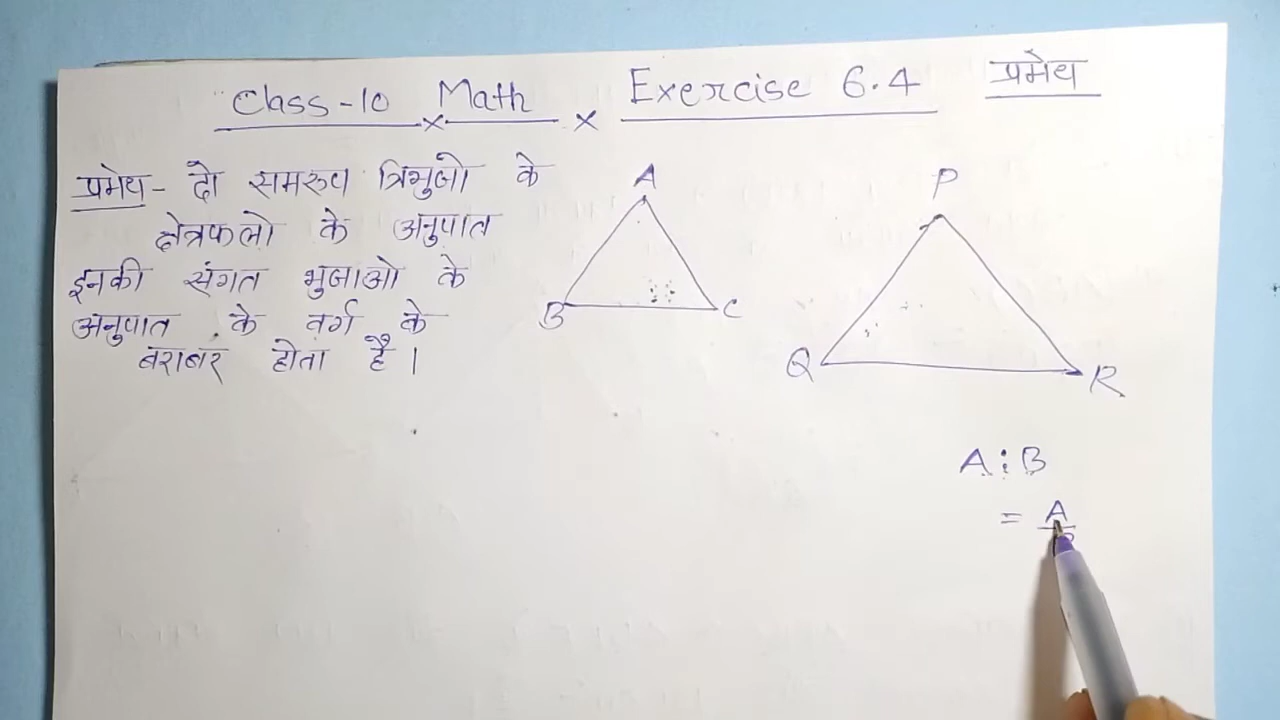 Class-10 × Math × Exercise 6.4 प्रमेय
प्रमेय- दो समरुप त्रिभुजो के
क्षेत्रफलो के अनुपात
इनकी संगत भुजाओ के
अनुपात के वर्ग के
बराबर होता है।
A
B
C
P
Q
R
A:B
= A